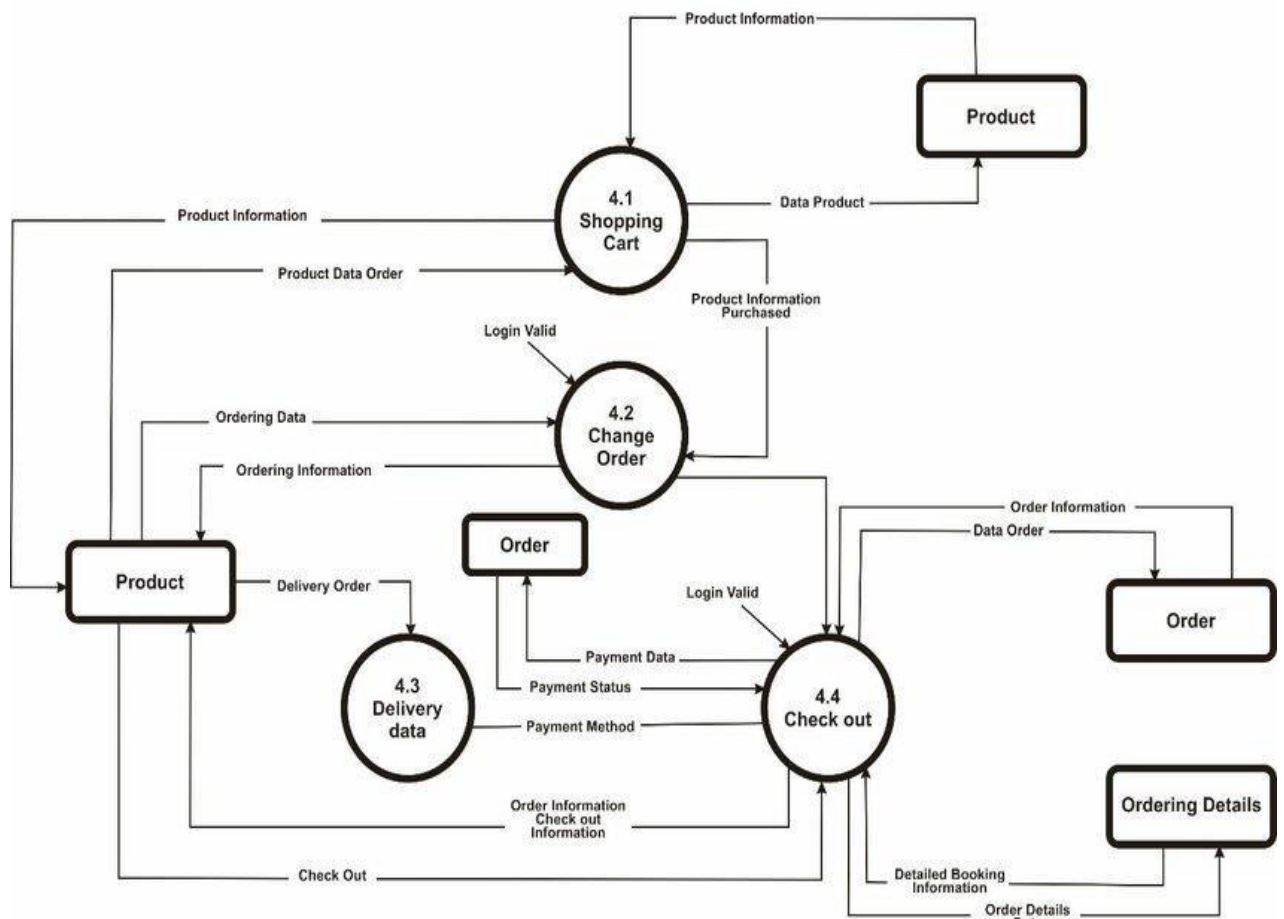 Product Information
Product
4.1
Shopping
Cart
Product Information
Data Product
Product Data Order
Product Information
Purchased
Login Valid
4.2
Change
Order
Ordering Data
Ordering Information
Order Information
Data Order
Order
Product
Delivery Order
Login Valid
Order
Payment Data
Payment Status
4.3
Delivery
data
4.4
Check out
Payment Method
Order Information
Check out
Information
Ordering Details
Check Out
Detailed Booking
Information
Order Details